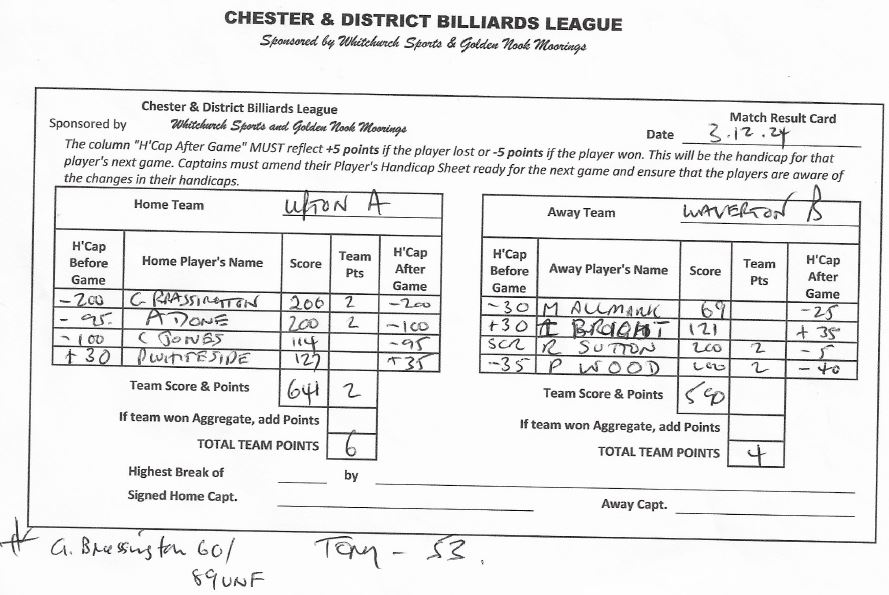 CHESTER & DISTRICT BILLIARDS LEAGUE
Sponsored by Whitchurch Sports & Golden Nook Moorings
Chester & District Billiards League
Match Result Card
Sponsored by Whitchurch Sports and Golden Nook Moorings
Date 3.12.24
The column "H'Cap After Game" MUST reflect +5 points if the player lost or -5 points if the player won. This will be the handicap for that
player's next game. Captains must amend their Player's Handicap Sheet ready for the next game and ensure that the players are aware of
the changes in their handicaps.
Home Team UPTON A
H'Cap Before Game Home Player's Name Score Team Pts H'Cap After Game
-200 G BRASSINGTON 200 2 -200
-95 A DONE 200 2 -100
-100 C JONES 114 -95
+30 D WHITESIDE 127 +35
Team Score & Points 641 2
If team won Aggregate, add Points
TOTAL TEAM POINTS 6
Away Team WAVERTON B
H'Cap Before Game Away Player's Name Score Team Pts H'Cap After Game
-30 M ALLMARK 69 -25
+30 BROUGHT 121 +35
SCR R SUTTON 200 2 -5
-35 P WOOD 200 2 -40
Team Score & Points 590
If team won Aggregate, add Points
TOTAL TEAM POINTS 4
Highest Break of by
Signed Home Capt. Away Capt.
G. Brassington 60/ Tony - 53.
89 UNF